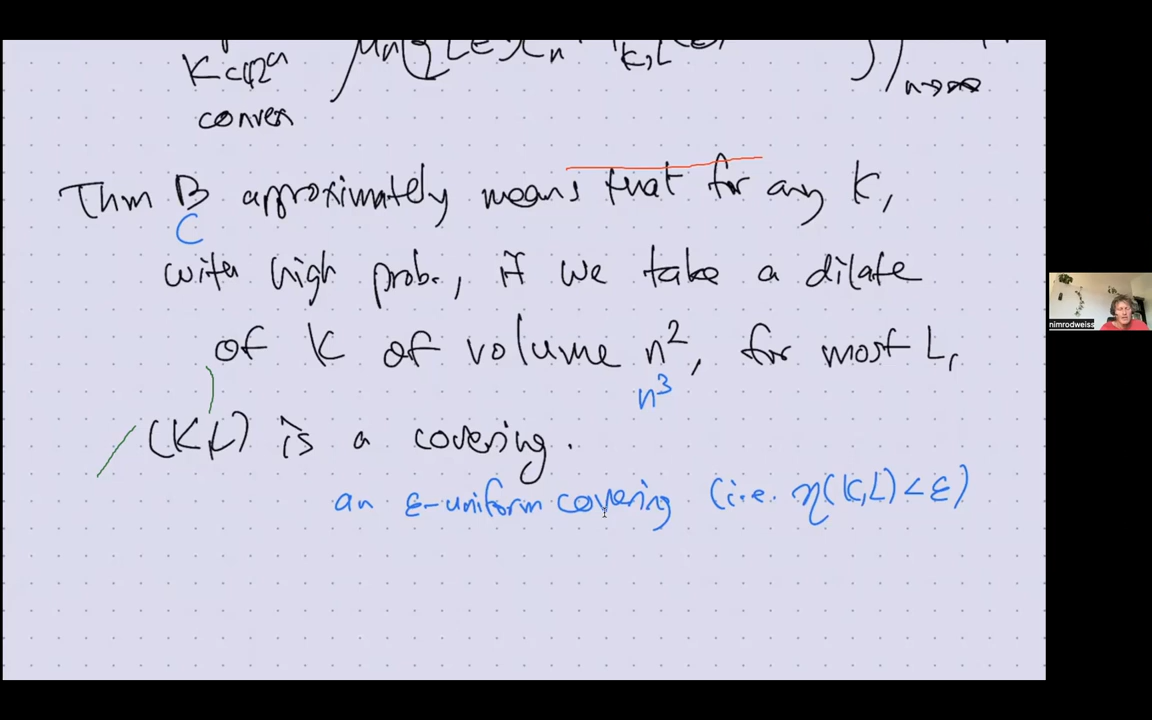 K⊂ℝⁿ
convex
n→∞
Thm B approximately means that for any K,
C
with high prob., if we take a dilate
of K of volume n², for most L,
n³
(K,L) is a covering.
an ε-uniform covering (i.e. η(K,L)<ε)
nimrodweiss